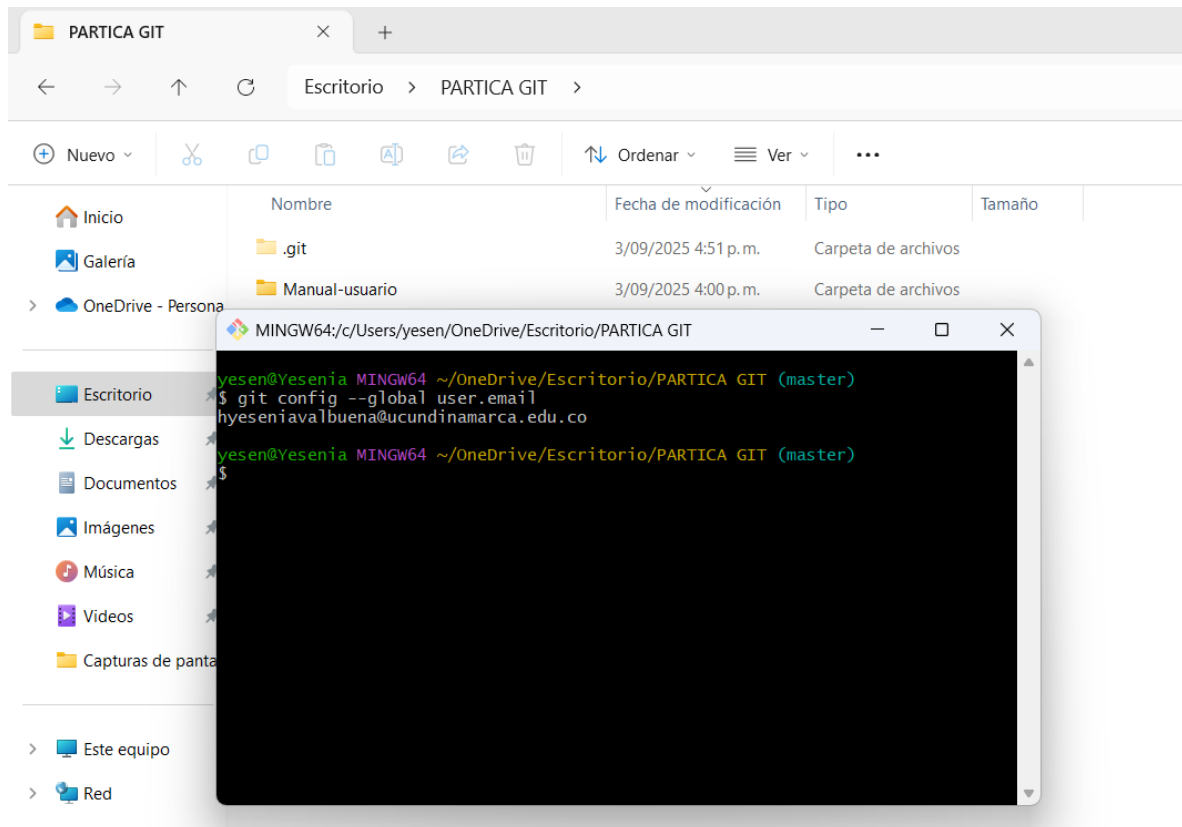 PARTICA GIT
Escritorio > PARTICA GIT >
Nuevo
Ordenar
Ver
Nombre Fecha de modificación Tipo Tamaño
.git 3/09/2025 4:51 p. m. Carpeta de archivos
Manual-usuario 3/09/2025 4:00 p. m. Carpeta de archivos
Inicio
Galería
OneDrive - Persona
Escritorio
Descargas
Documentos
Imágenes
Música
Videos
Capturas de panta
Este equipo
Red
MINGW64:/c/Users/yesen/OneDrive/Escritorio/PARTICA GIT
yesen@Yesenia MINGW64 ~/OneDrive/Escritorio/PARTICA GIT (master)
$ git config --global user.email
hyeseniavalbuena@ucundinamarca.edu.co
yesen@Yesenia MINGW64 ~/OneDrive/Escritorio/PARTICA GIT (master)
$